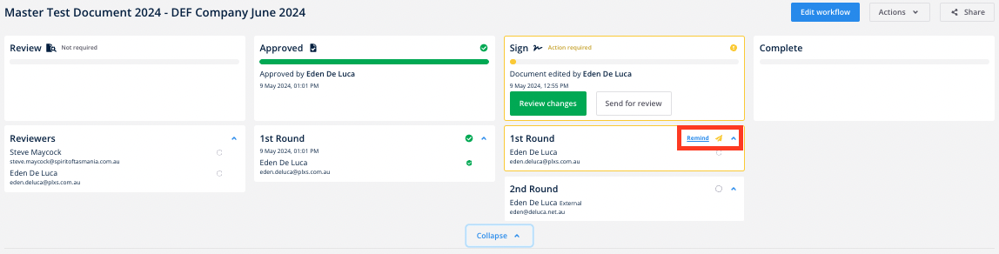 Master Test Document 2024 - DEF Company June 2024
Edit workflow
Actions
Share
Review Not required
Approved
Approved by Eden De Luca
9 May 2024, 01:01 PM
Sign Action required
Document edited by Eden De Luca
9 May 2024, 12:55 PM
Review changes
Send for review
Complete
Reviewers
Steve Maycock
steve.maycock@spiritoftasmania.com.au
Eden De Luca
eden.deluca@plxs.com.au
1st Round
9 May 2024, 01:01 PM
Eden De Luca
eden.deluca@plxs.com.au
1st Round Remind
Eden De Luca
eden.deluca@plxs.com.au
2nd Round
Eden De Luca External
eden@deluca.net.au
Collapse